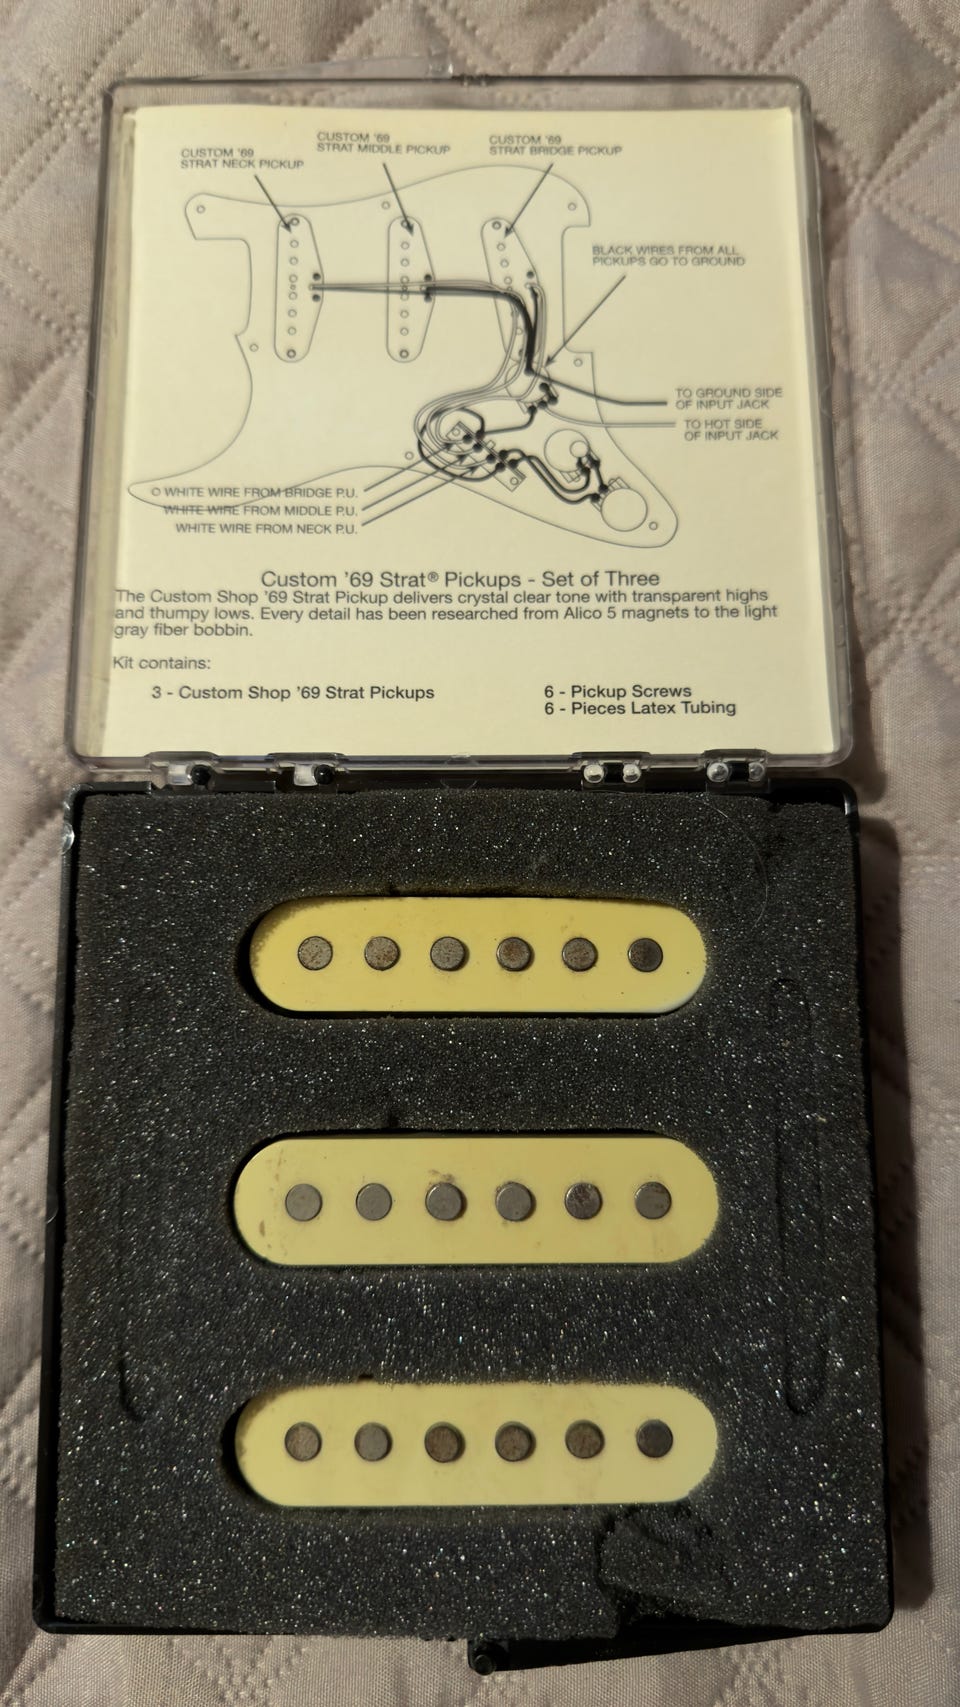 CUSTOM '69
STRAT NECK PICKUP
CUSTOM '69
STRAT MIDDLE PICKUP
CUSTOM '69
STRAT BRIDGE PICKUP
BLACK WIRES FROM ALL
PICKUPS GO TO GROUND
TO GROUND SIDE
OF INPUT JACK
TO HOT SIDE
OF INPUT JACK
WHITE WIRE FROM BRIDGE P.U.
WHITE WIRE FROM MIDDLE P.U.
WHITE WIRE FROM NECK P.U.
Custom '69 Strat® Pickups - Set of Three
The Custom Shop '69 Strat Pickup delivers crystal clear tone with transparent highs
and thumpy lows. Every detail has been researched from Alico 5 magnets to the light
gray fiber bobbin.
Kit contains:
3 - Custom Shop '69 Strat Pickups
6 - Pickup Screws
6 - Pieces Latex Tubing